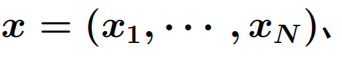 x = (x₁, ⋯ , x_N)、